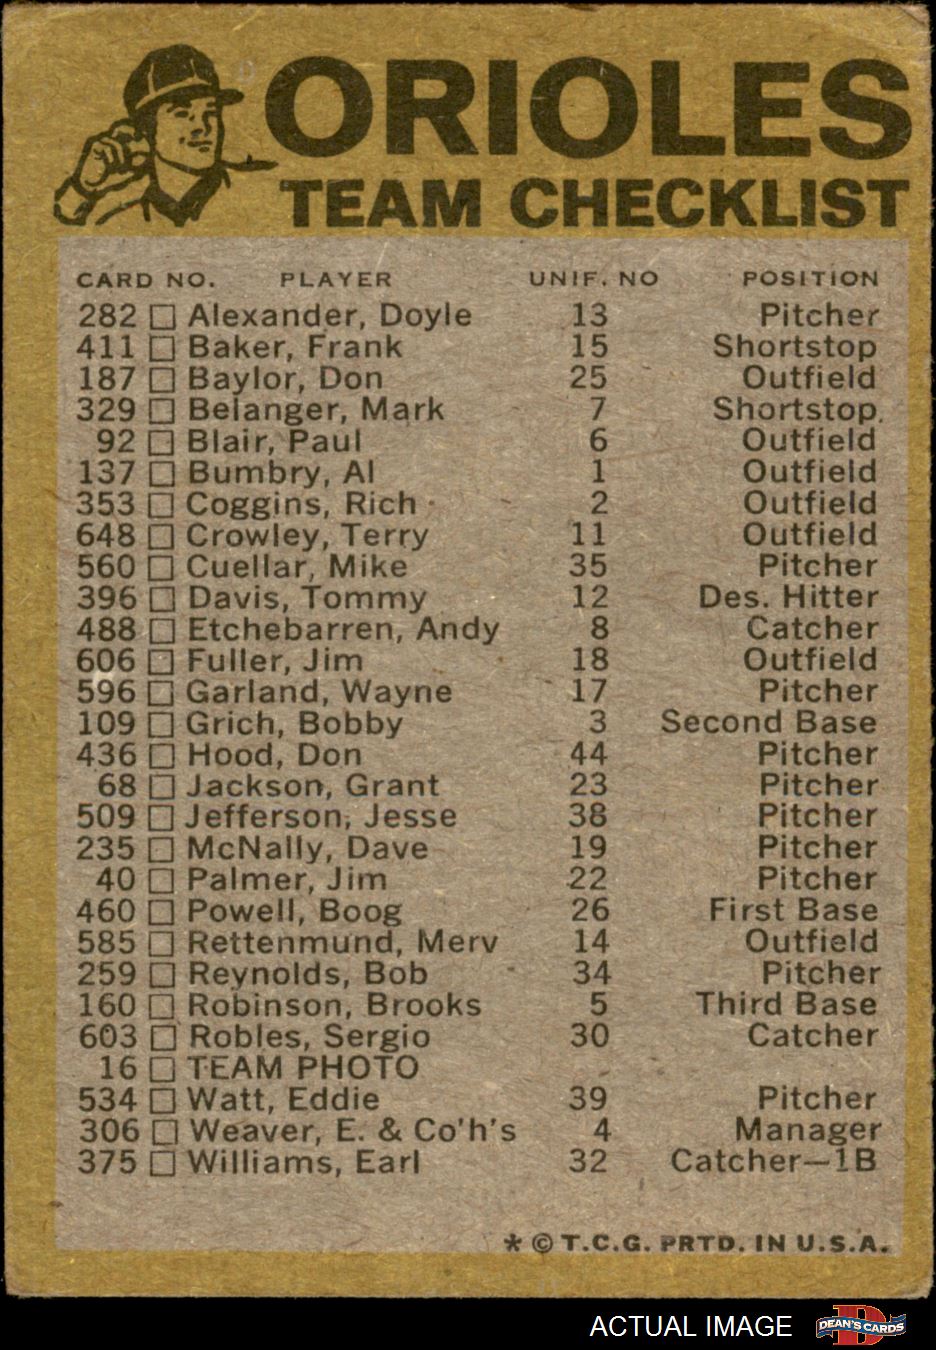 ORIOLES
TEAM CHECKLIST
CARD NO. PLAYER UNIF. NO POSITION
282 □ Alexander, Doyle 13 Pitcher
411 □ Baker, Frank 15 Shortstop
187 □ Baylor, Don 25 Outfield
329 □ Belanger, Mark 7 Shortstop
92 □ Blair, Paul 6 Outfield
137 □ Bumbry, Al 1 Outfield
353 □ Coggins, Rich 2 Outfield
648 □ Crowley, Terry 11 Outfield
560 □ Cuellar, Mike 35 Pitcher
396 □ Davis, Tommy 12 Des. Hitter
488 □ Etchebarren, Andy 8 Catcher
606 □ Fuller, Jim 18 Outfield
596 □ Garland, Wayne 17 Pitcher
109 □ Grich, Bobby 3 Second Base
436 □ Hood, Don 44 Pitcher
68 □ Jackson, Grant 23 Pitcher
509 □ Jefferson, Jesse 38 Pitcher
235 □ McNally, Dave 19 Pitcher
40 □ Palmer, Jim 22 Pitcher
460 □ Powell, Boog 26 First Base
585 □ Rettenmund, Merv 14 Outfield
259 □ Reynolds, Bob 34 Pitcher
160 □ Robinson, Brooks 5 Third Base
603 □ Robles, Sergio 30 Catcher
16 □ TEAM PHOTO
534 □ Watt, Eddie 39 Pitcher
306 □ Weaver, E. & Co'h's 4 Manager
375 □ Williams, Earl 32 Catcher—1B
* © T.C.G. PRTD. IN U.S.A.
ACTUAL IMAGE
DEAN'S CARDS